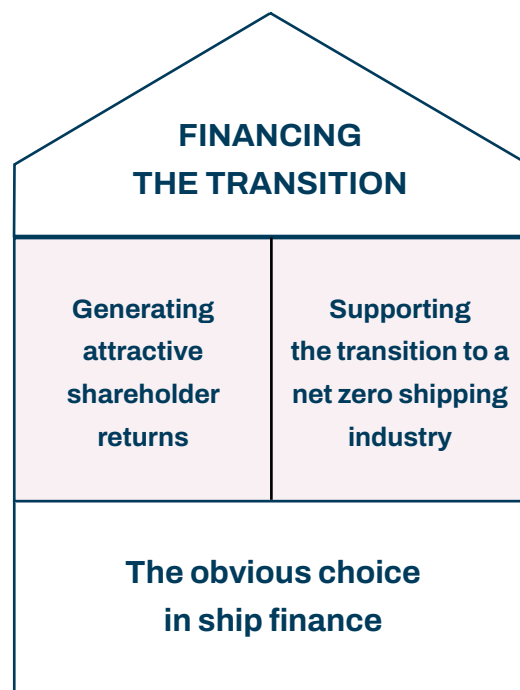 FINANCING
THE TRANSITION
Generating
attractive
shareholder
returns
Supporting
the transition to a
net zero shipping
industry
The obvious choice
in ship finance